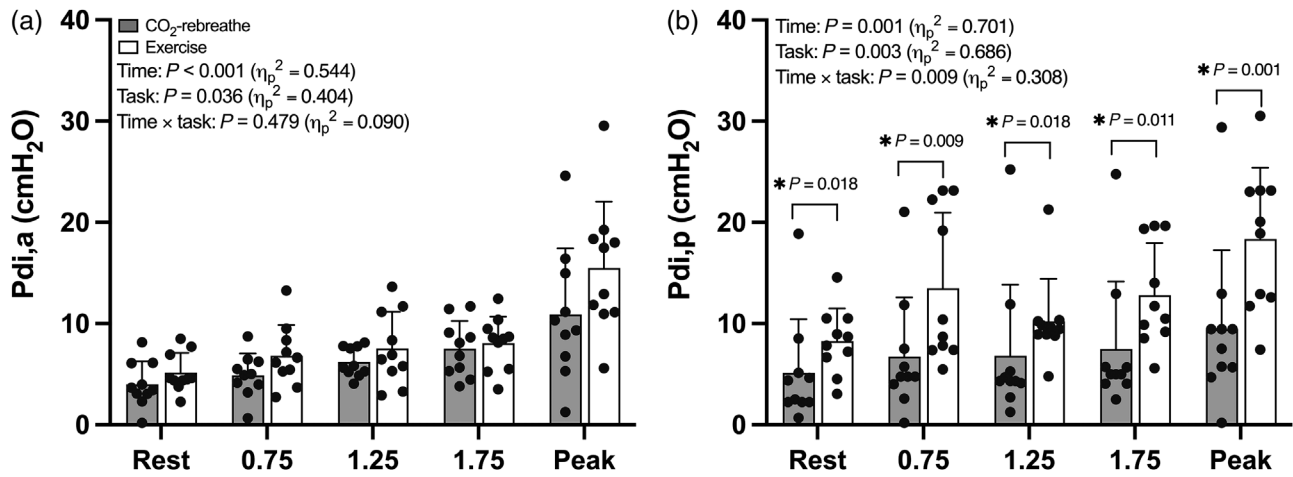 (a)
CO₂-rebreathe
Exercise
Time: P < 0.001 (ηₚ² = 0.544)
Task: P = 0.036 (ηₚ² = 0.404)
Time × task: P = 0.479 (ηₚ² = 0.090)
Pdi,a (cmH₂O)
40
30
20
10
0
Rest 0.75 1.25 1.75 Peak
(b)
Time: P = 0.001 (ηₚ² = 0.701)
Task: P = 0.003 (ηₚ² = 0.686)
Time × task: P = 0.009 (ηₚ² = 0.308)
Pdi,p (cmH₂O)
40
30
20
10
0
✱ P = 0.018
✱ P = 0.009
✱ P = 0.018
✱ P = 0.011
✱ P = 0.001
Rest 0.75 1.25 1.75 Peak